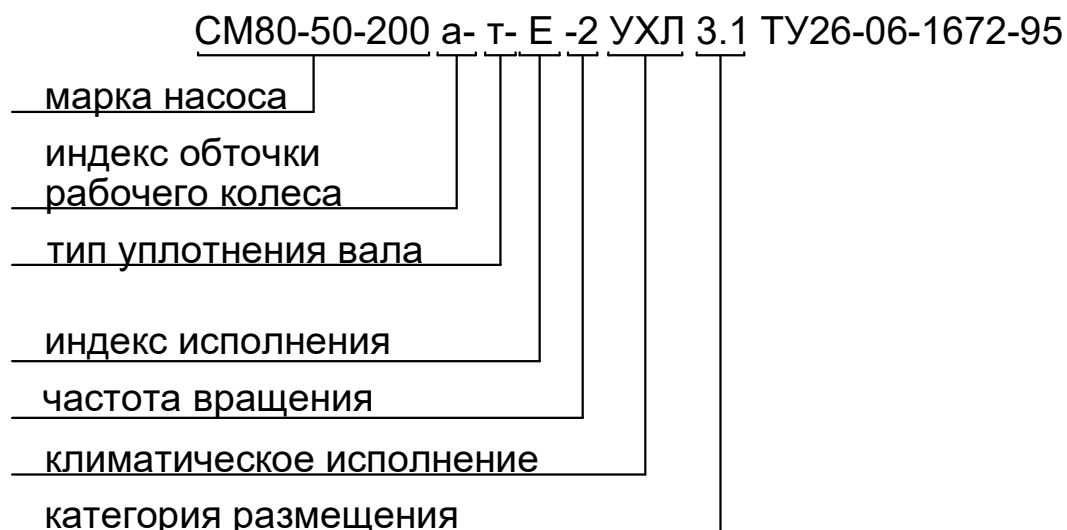 СМ80-50-200 а- т- Е -2 УХЛ 3.1 ТУ26-06-1672-95
марка насоса
индекс обточки
рабочего колеса
тип уплотнения вала
индекс исполнения
частота вращения
климатическое исполнение
категория размещения